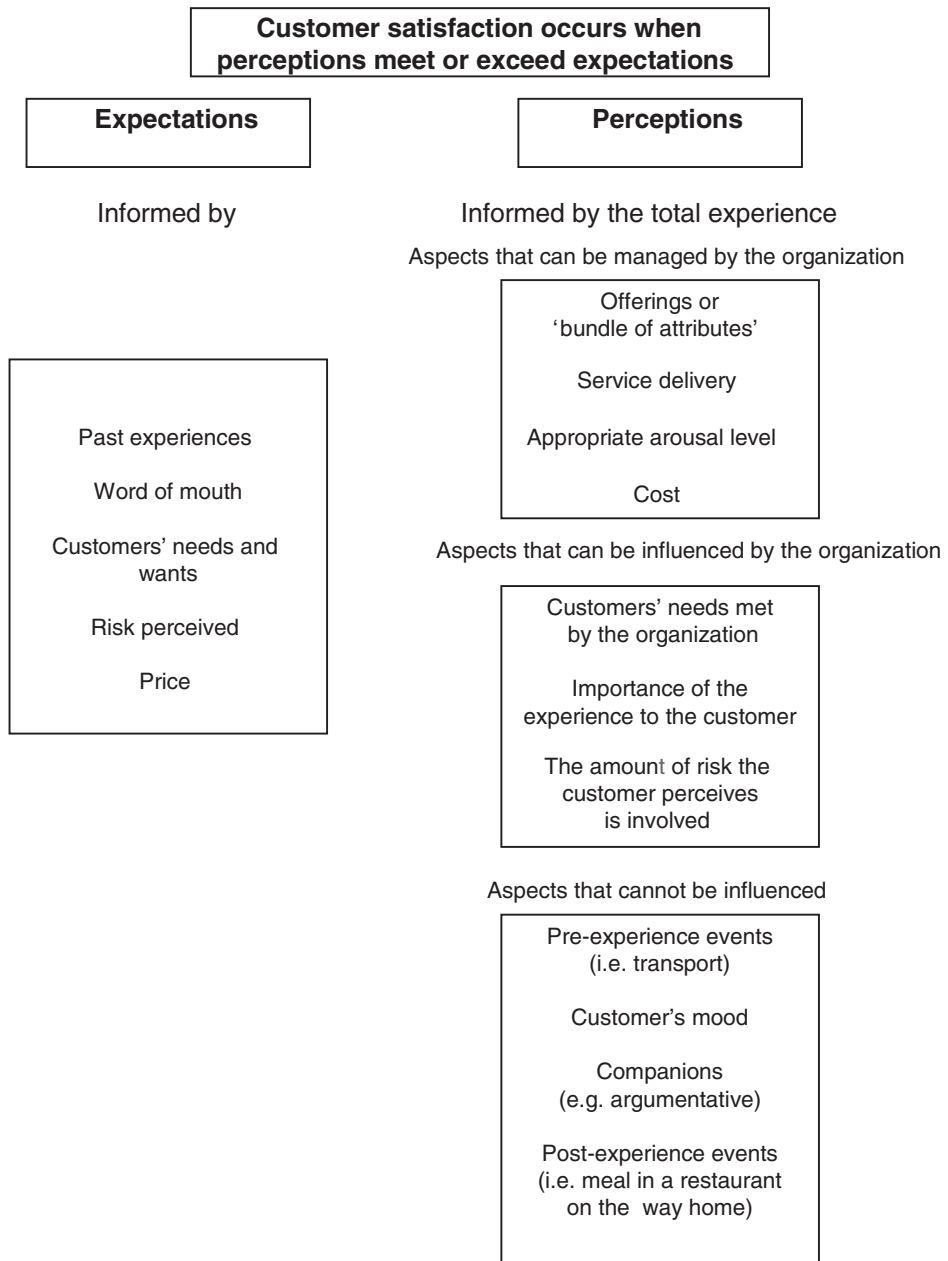 Customer satisfaction occurs when
perceptions meet or exceed expectations
Expectations
Perceptions
Informed by
Informed by the total experience
Past experiences
Word of mouth
Customers’ needs and
wants
Risk perceived
Price
Aspects that can be managed by the organization
Offerings or
‘bundle of attributes’
Service delivery
Appropriate arousal level
Cost
Aspects that can be influenced by the organization
Customers’ needs met
by the organization
Importance of the
experience to the customer
The amount of risk the
customer perceives
is involved
Aspects that cannot be influenced
Pre-experience events
(i.e. transport)
Customer’s mood
Companions
(e.g. argumentative)
Post-experience events
(i.e. meal in a restaurant
on the way home)